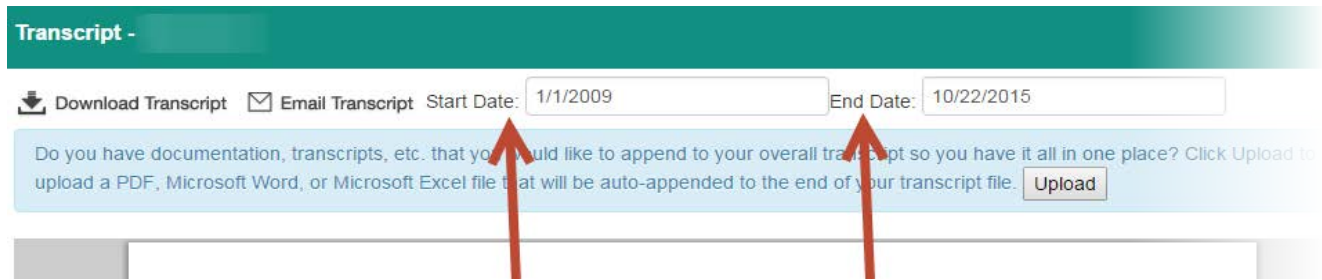 Transcript -
Download Transcript Email Transcript Start Date: 1/1/2009 End Date: 10/22/2015
Do you have documentation, transcripts, etc. that you would like to append to your overall transcript so you have it all in one place? Click Upload to
upload a PDF, Microsoft Word, or Microsoft Excel file that will be auto-appended to the end of your transcript file. Upload